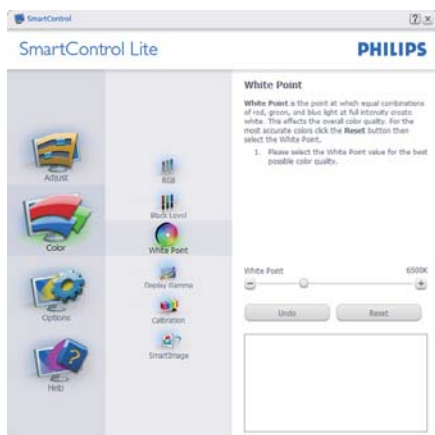 SmartControl
SmartControl Lite
PHILIPS
Adjust
Color
Options
Help
RGB
Black Level
White Point
Display Gamma
Calibration
SmartImage
White Point
White Point is the point at which equal combinations
of red, green, and blue light at full intensity create
white. This effects the overall color quality. For the
most accurate colors click the Reset button then
select the White Point.
1. Please select the White Point value for the best
possible color quality.
White Point 6500K
Undo Reset